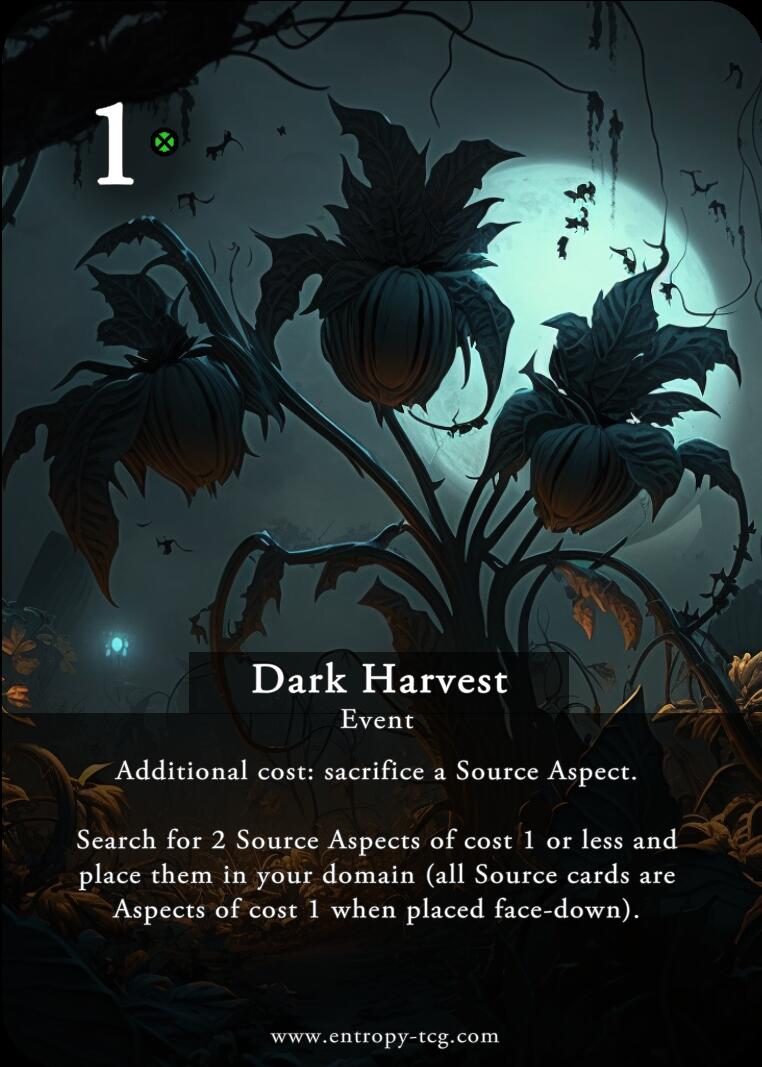 1
Dark Harvest
Event
Additional cost: sacrifice a Source Aspect.
Search for 2 Source Aspects of cost 1 or less and
place them in your domain (all Source cards are
Aspects of cost 1 when placed face-down).
www.entropy-tcg.com